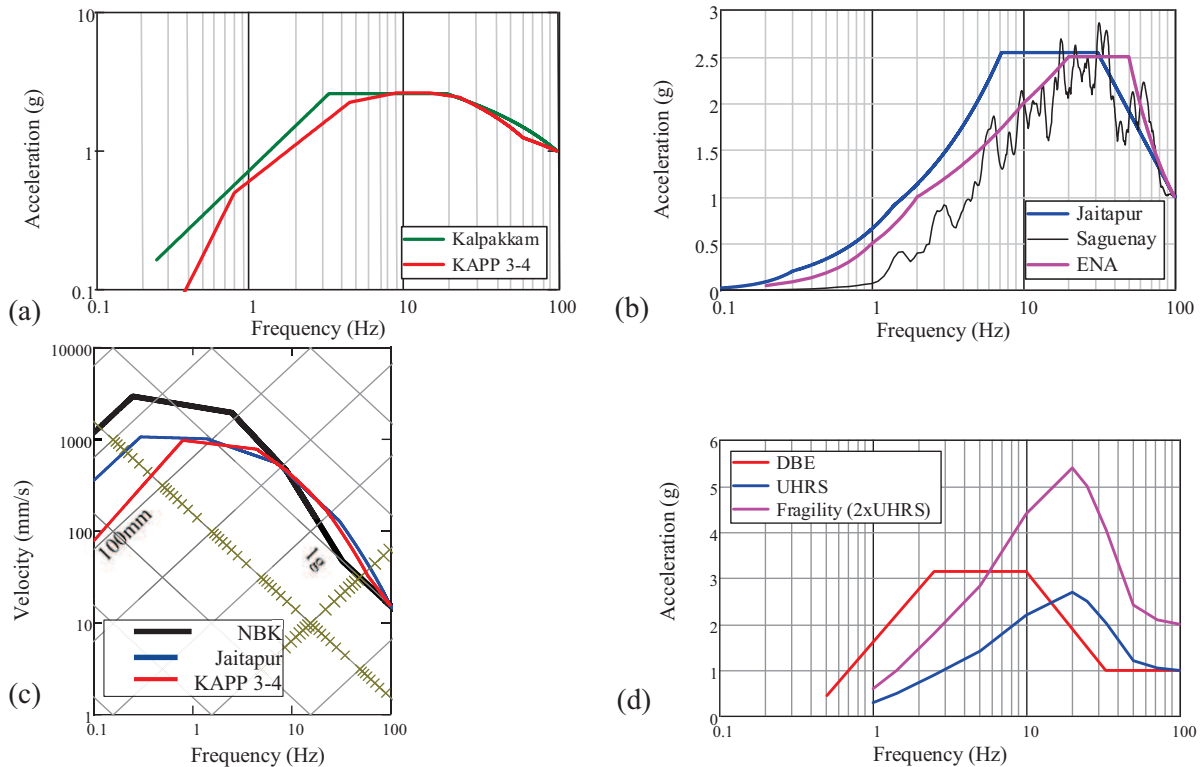 10
1
0.1
0.1
1
10
100
Acceleration (g)
Frequency (Hz)
Kalpakkam
KAPP 3-4
(a)
3
2.5
2
1.5
1
0.5
0
0.1
1
10
100
Acceleration (g)
Frequency (Hz)
Jaitapur
Saguenay
ENA
(b)
10000
1000
100
10
1
0.1
1
10
100
Velocity (mm/s)
Frequency (Hz)
100mm
1g
NBK
Jaitapur
KAPP 3-4
(c)
6
5
4
3
2
1
0
0.1
1
10
100
Acceleration (g)
Frequency (Hz)
DBE
UHRS
Fragility (2xUHRS)
(d)